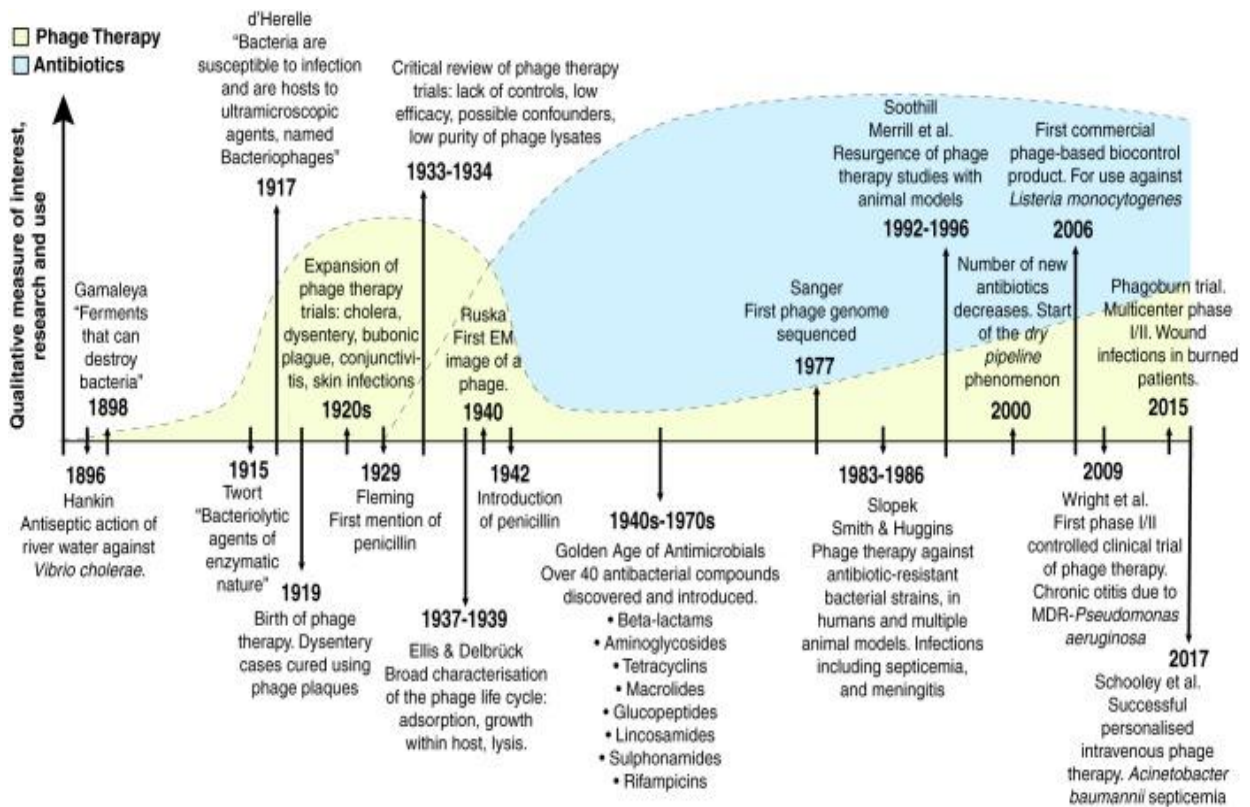 Phage Therapy
Antibiotics
Qualitative measure of interest,
research and use
d'Herelle
"Bacteria are
susceptible to infection
and are hosts to
ultramicroscopic
agents, named
Bacteriophages"
1917
Critical review of phage therapy
trials: lack of controls, low
efficacy, possible confounders,
low purity of phage lysates
1933-1934
Soothill
Merrill et al.
Resurgence of phage
therapy studies with
animal models
1992-1996
First commercial
phage-based biocontrol
product. For use against
Listeria monocytogenes
2006
Gamaleya
"Ferments
that can
destroy
bacteria"
1898
Expansion of
phage therapy
trials: cholera,
dysentery, bubonic
plague, conjunctivi-
tis, skin infections
1920s
Ruska
First EM
image of a
phage.
1940
Sanger
First phage genome
sequenced
1977
Number of new
antibiotics
decreases. Start
of the dry
pipeline
phenomenon
2000
Phagoburn trial.
Multicenter phase
I/II. Wound
infections in burned
patients.
2015
1896
Hankin
Antiseptic action of
river water against
Vibrio cholerae.
1915
Twort
"Bacteriolytic
agents of
enzymatic
nature"
1919
Birth of phage
therapy. Dysentery
cases cured using
phage plaques
1929
Fleming
First mention of
penicillin
1937-1939
Ellis & Delbrück
Broad characterisation
of the phage life cycle:
adsorption, growth
within host, lysis.
1942
Introduction
of penicillin
1940s-1970s
Golden Age of Antimicrobials
Over 40 antibacterial compounds
discovered and introduced.
• Beta-lactams
• Aminoglycosides
• Tetracyclins
• Macrolides
• Glucopeptides
• Lincosamides
• Sulphonamides
• Rifampicins
1983-1986
Slopek
Smith & Huggins
Phage therapy against
antibiotic-resistant
bacterial strains, in
humans and multiple
animal models. Infections
including septicemia,
and meningitis
2009
Wright et al.
First phase I/II
controlled clinical trial
of phage therapy.
Chronic otitis due to
MDR-Pseudomonas
aeruginosa
2017
Schooley et al.
Successful
personalised
intravenous phage
therapy. Acinetobacter
baumannii septicemia